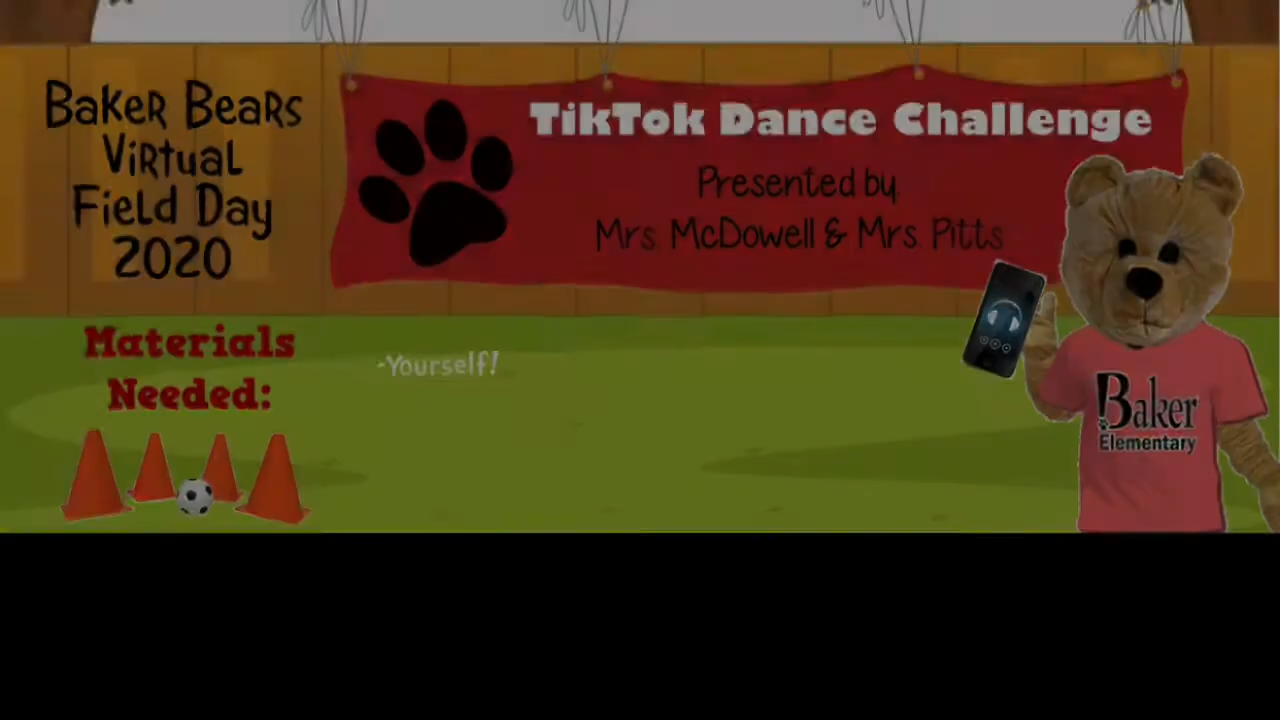 Baker Bears
Virtual
Field Day
2020
TikTok Dance Challenge
Presented by
Mrs. McDowell & Mrs. Pitts
Materials
Needed:
-Yourself!
Baker
Elementary